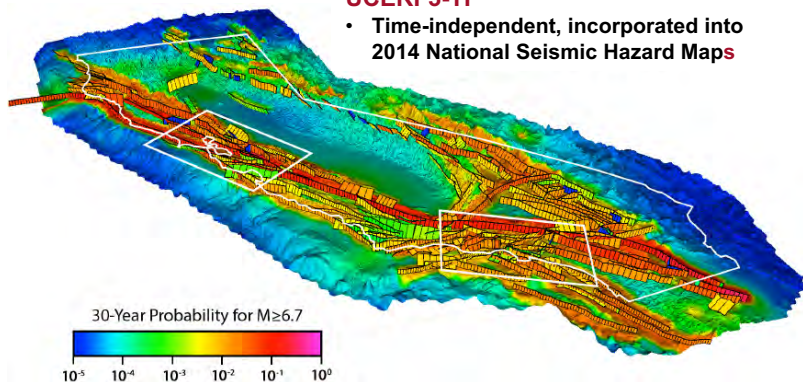 • Time-independent, incorporated into
2014 National Seismic Hazard Maps
30-Year Probability for M≥6.7
10⁻⁵ 10⁻⁴ 10⁻³ 10⁻² 10⁻¹ 10⁰